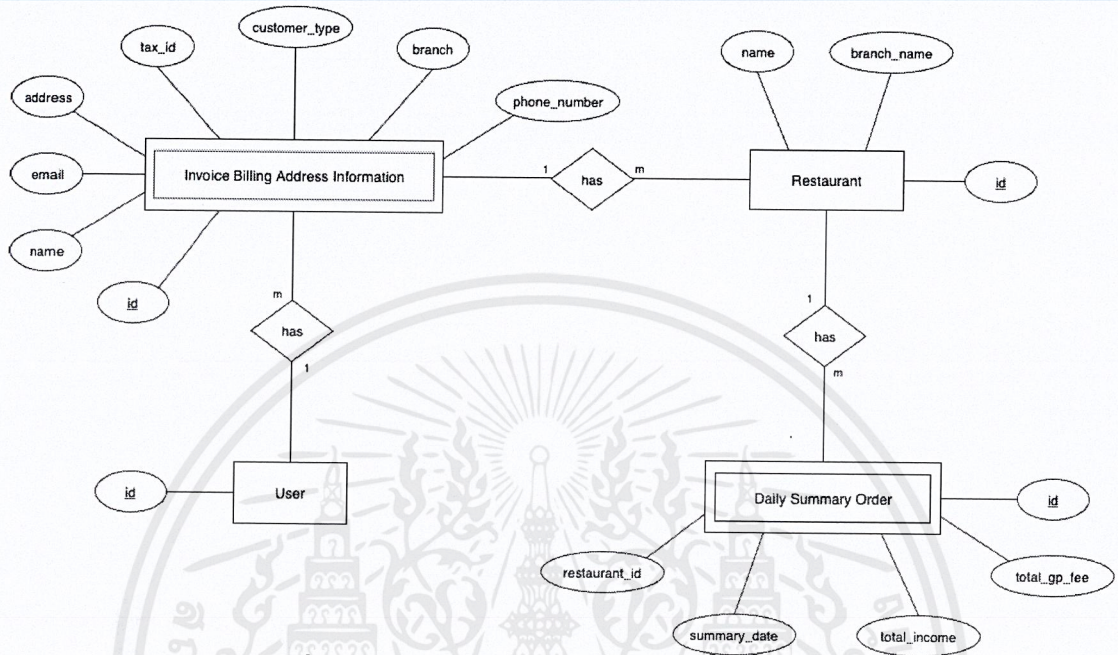 customer_type
tax_id
branch
name
branch_name
address
phone_number
Invoice Billing Address Information
1
has
m
Restaurant
id
email
name
id
m
has
1
1
has
m
id
User
Daily Summary Order
id
restaurant_id
total_gp_fee
summary_date
total_income